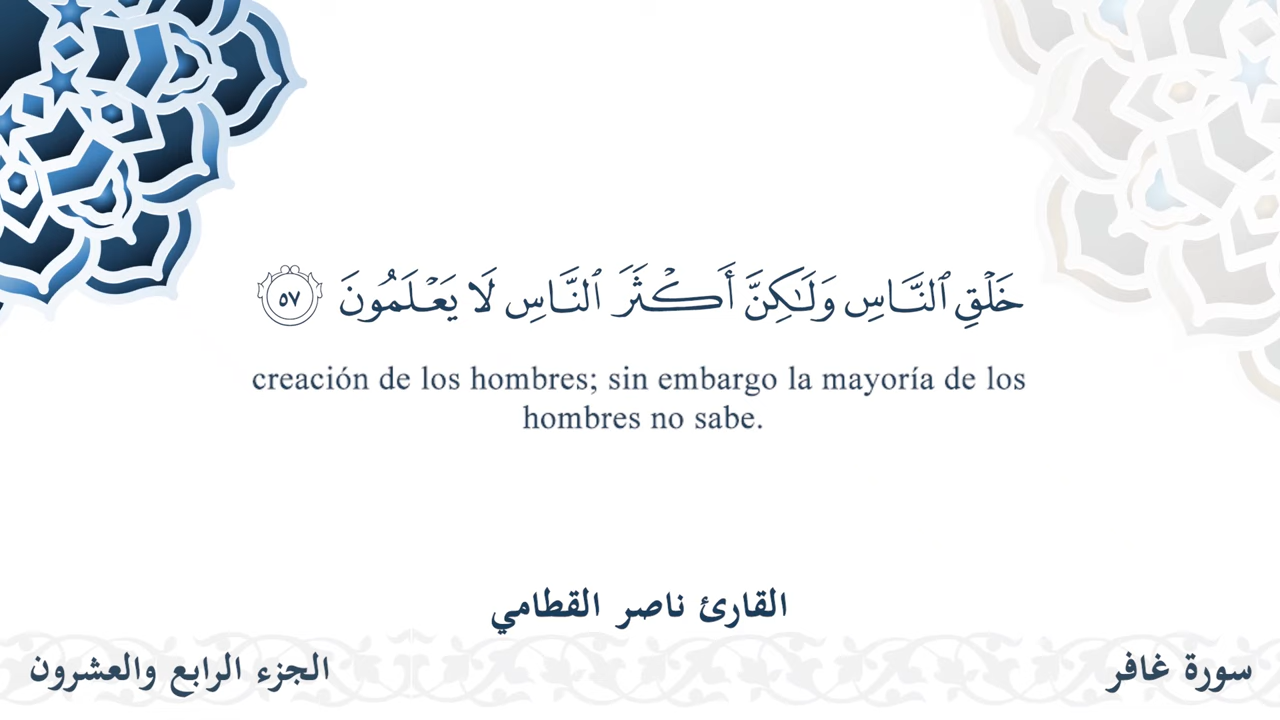 خَلْقِ ٱلنَّاسِ وَلَـٰكِنَّ أَكْثَرَ ٱلنَّاسِ لَا يَعْلَمُونَ ٥٧
creación de los hombres; sin embargo la mayoría de los
hombres no sabe.
القارئ ناصر القطامي
سورة غافر
الجزء الرابع والعشرون